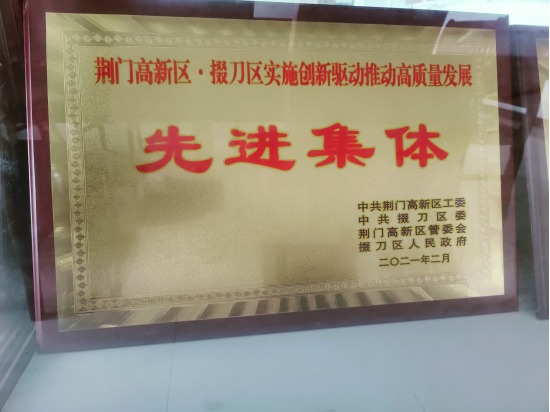 荆门高新区·掇刀区实施创新驱动推动高质量发展
先进集体
中共荆门高新区工委
中共掇刀区委
荆门高新区管委会
掇刀区人民政府
二〇二一年二月